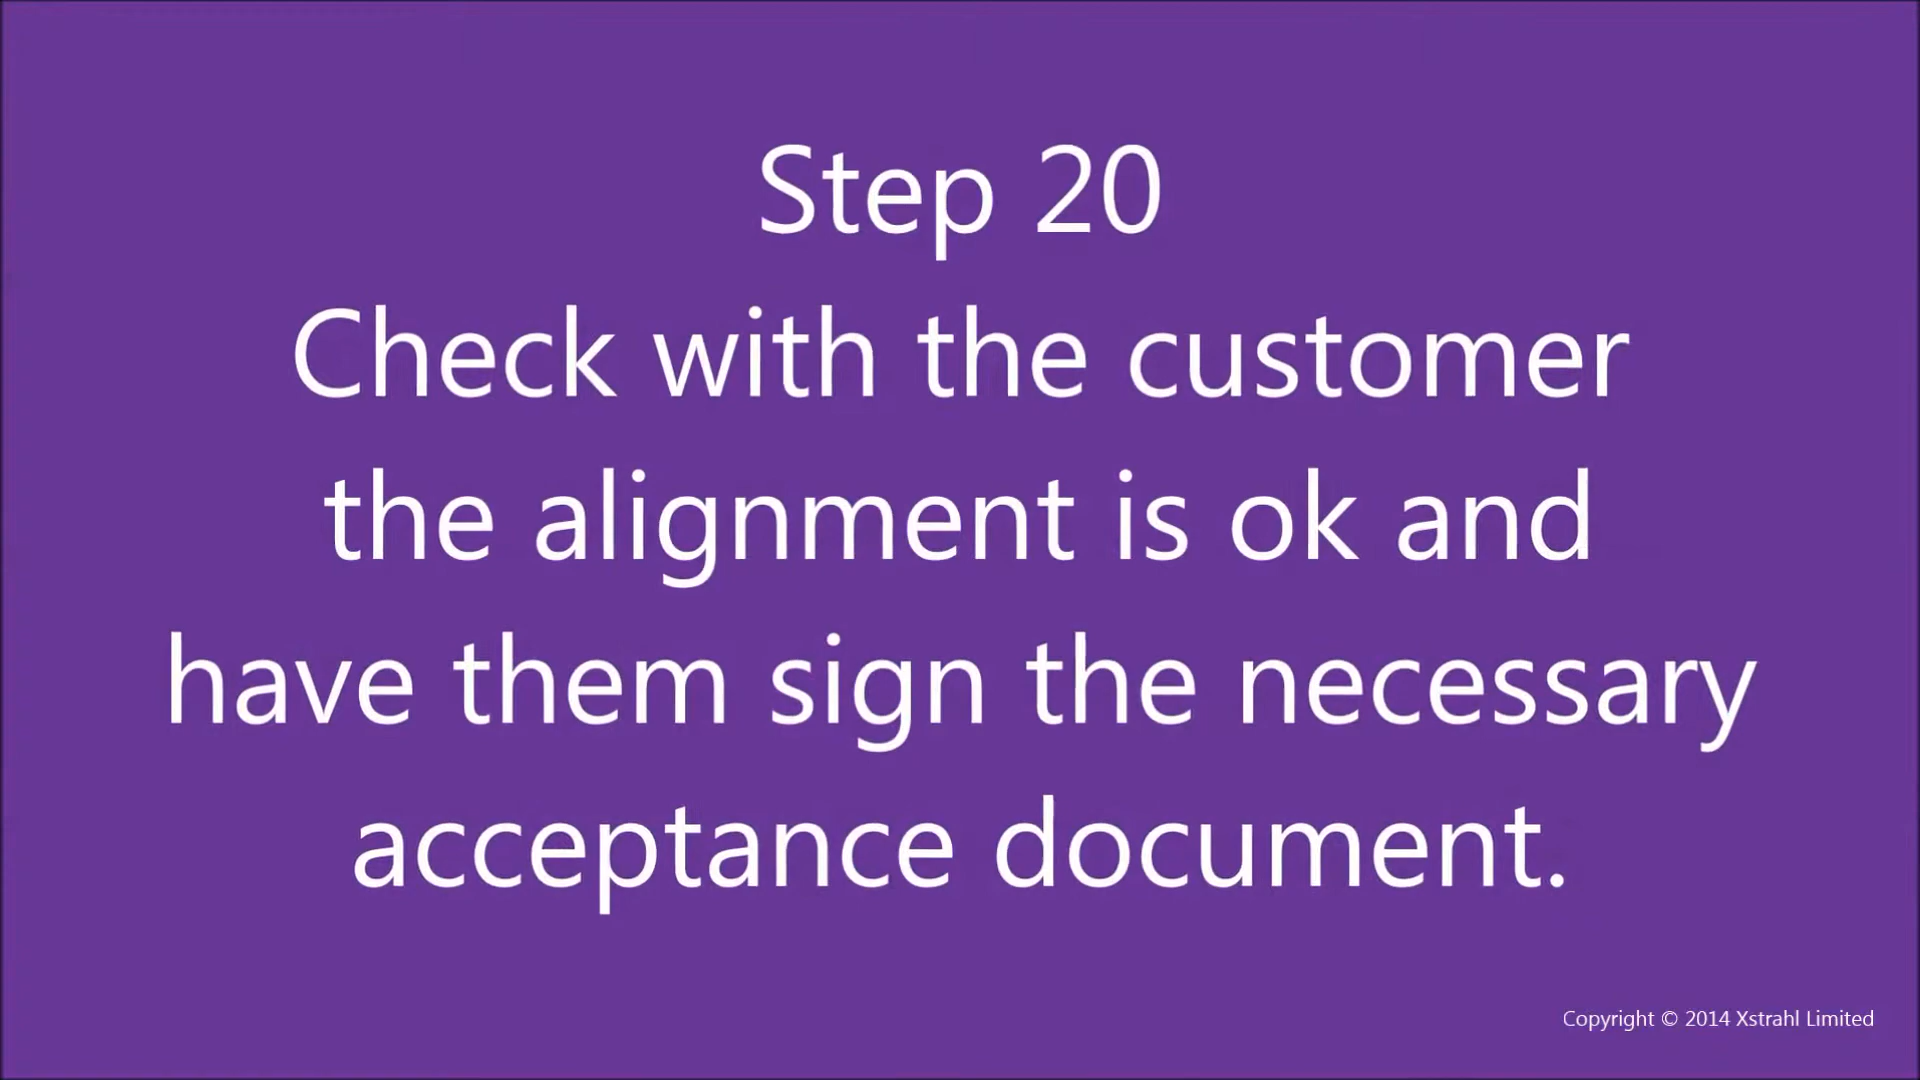 Step 20
Check with the customer
the alignment is ok and
have them sign the necessary
acceptance document.
Copyright © 2014 Xstrahl Limited